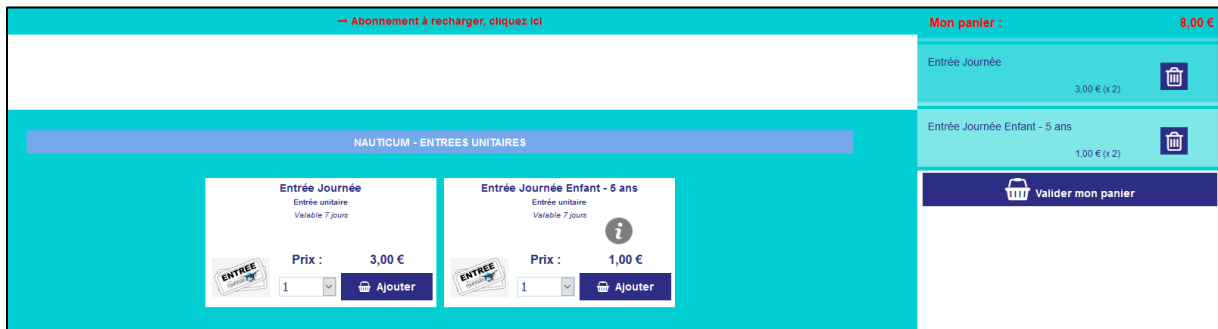 → Abonnement à recharger, cliquez ici
Mon panier : 8,00 €
Entrée Journée
3,00 € (x 2)
Entrée Journée Enfant - 5 ans
1,00 € (x 2)
Valider mon panier
NAUTICUM - ENTREES UNITAIRES
Entrée Journée
Entrée unitaire
Valable 7 jours
ENTREE
Prix : 3,00 €
1 Ajouter
Entrée Journée Enfant - 5 ans
Entrée unitaire
Valable 7 jours
i
ENTREE
Prix : 1,00 €
1 Ajouter